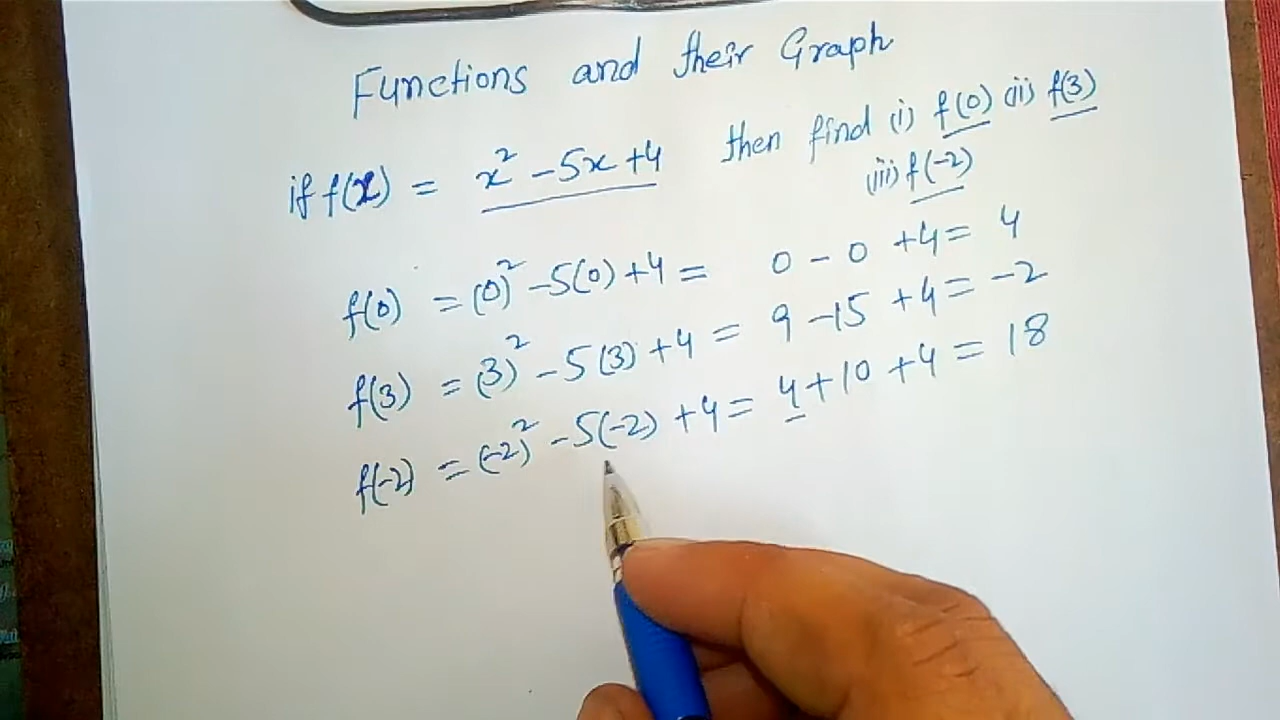 Functions and their Graph
if f(x) = x² - 5x + 4 then find (i) f(0) (ii) f(3)
(iii) f(-2)
f(0) = (0)² - 5(0) + 4 = 0 - 0 + 4 = 4
f(3) = (3)² - 5(3) + 4 = 9 - 15 + 4 = -2
f(-2) = (-2)² - 5(-2) + 4 = 4 + 10 + 4 = 18